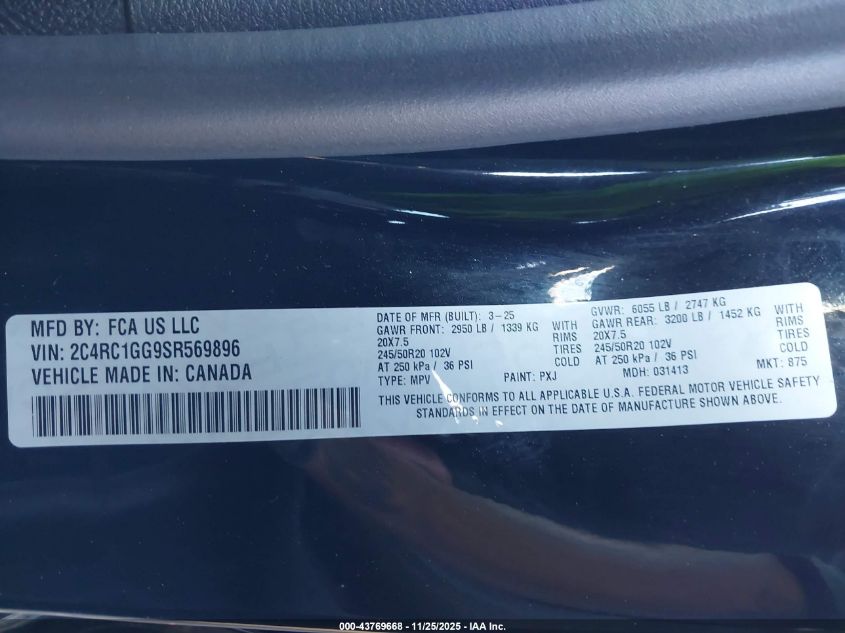 MFD BY: FCA US LLC
VIN: 2C4RC1GG9SR569896
VEHICLE MADE IN: CANADA
DATE OF MFR (BUILT): 3-25
GAWR FRONT: 2950 LB / 1339 KG WITH
20X7.5 RIMS
245/50R20 102V TIRES
AT 250 kPa / 36 PSI COLD
TYPE: MPV PAINT: PXJ
GVWR: 6055 LB / 2747 KG
GAWR REAR: 3200 LB / 1452 KG WITH
20X7.5 RIMS
245/50R20 102V TIRES
AT 250 kPa / 36 PSI COLD
MDH: 031413 MKT: 875
THIS VEHICLE CONFORMS TO ALL APPLICABLE U.S.A. FEDERAL MOTOR VEHICLE SAFETY
STANDARDS IN EFFECT ON THE DATE OF MANUFACTURE SHOWN ABOVE.
000-43769668 - 11/25/2025 - IAA Inc.